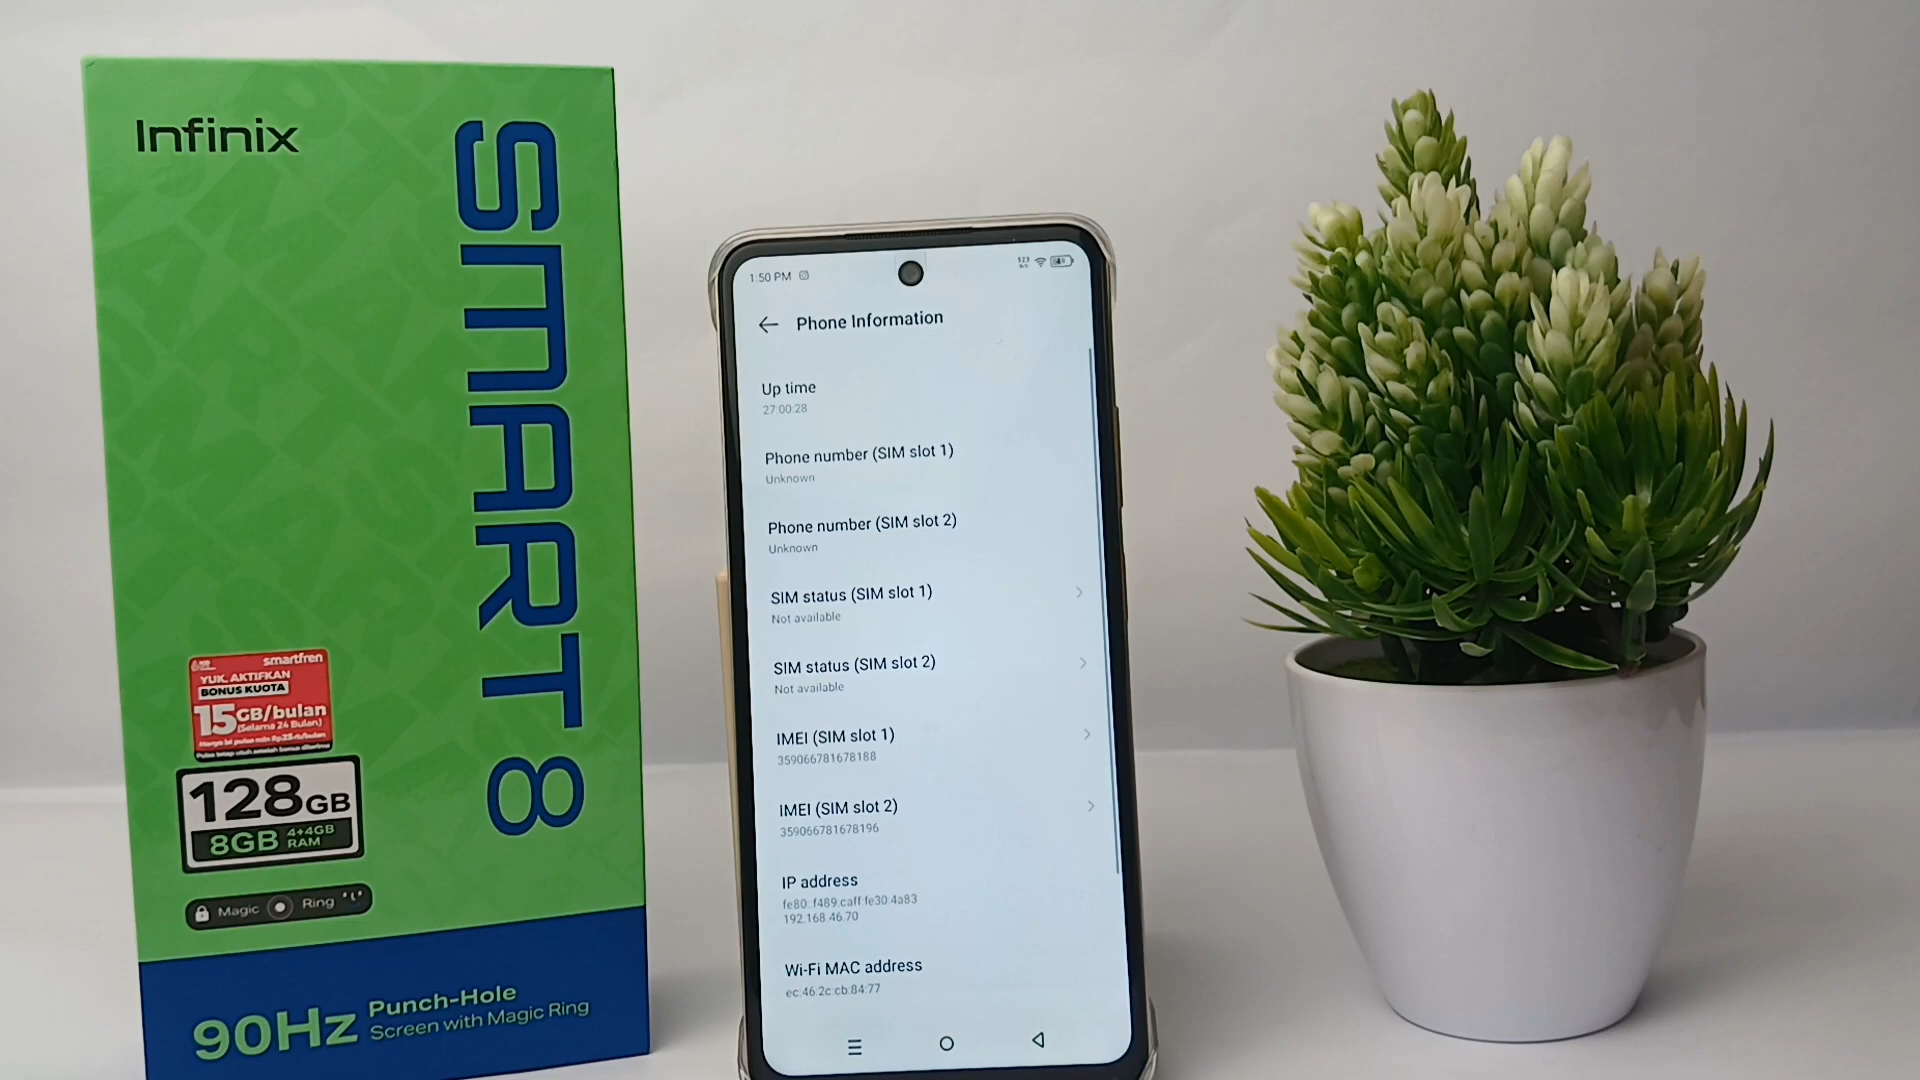 Infinix
SMART 8
smartfren
YUK, AKTIFKAN
BONUS KUOTA
15GB/bulan
(Selama 24 Bulan)
128GB
8GB 4+4GB RAM
Magic Ring
90Hz Punch-Hole
Screen with Magic Ring
1:50 PM
Phone Information
Up time
27:00:28
Phone number (SIM slot 1)
Unknown
Phone number (SIM slot 2)
Unknown
SIM status (SIM slot 1)
Not available
SIM status (SIM slot 2)
Not available
IMEI (SIM slot 1)
359066781678188
IMEI (SIM slot 2)
359066781678196
IP address
fe80::f489:caff:fe30:4a83
192.168.46.70
Wi-Fi MAC address
ec:46:2c:cb:84:77